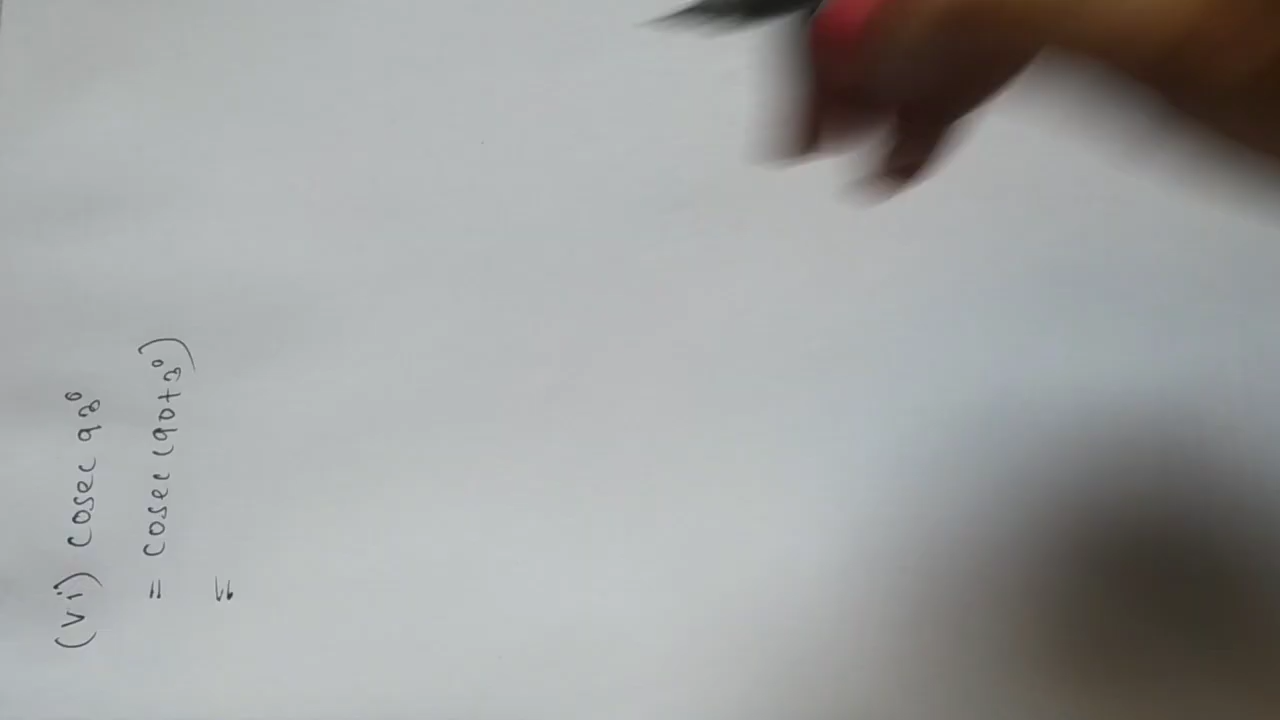 (vi) cosec 93°
= cosec (90+3°)
=